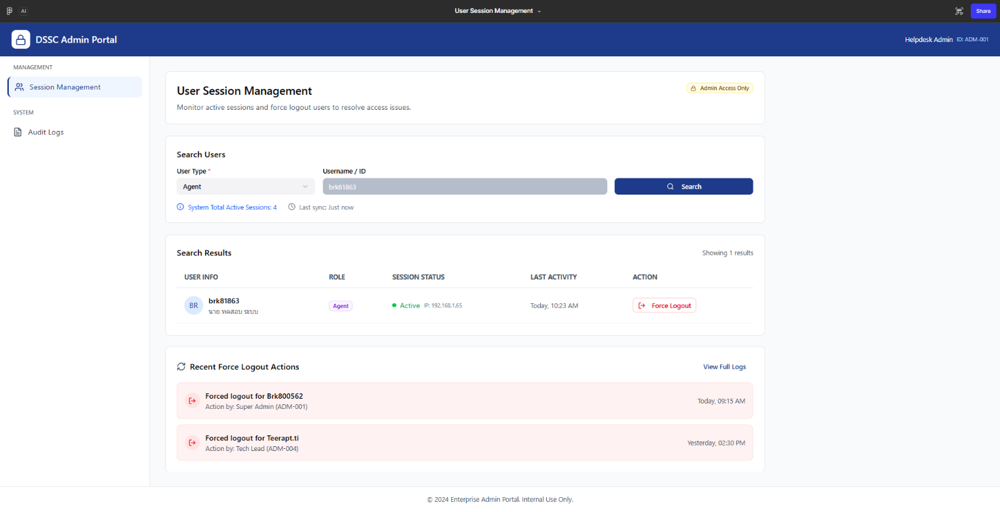 AI
User Session Management
Share
DSSC Admin Portal
Helpdesk Admin ID: ADM-001
MANAGEMENT
Session Management
SYSTEM
Audit Logs
User Session Management
Admin Access Only
Monitor active sessions and force logout users to resolve access issues.
Search Users
User Type *
Username / ID
Agent
brk81863
Search
System Total Active Sessions: 4
Last sync: Just now
Search Results
Showing 1 results
USER INFO ROLE SESSION STATUS LAST ACTIVITY ACTION
BR
brk81863
นาย ทดสอบ ระบบ
Agent
Active IP: 192.168.1.65
Today, 10:23 AM
Force Logout
Recent Force Logout Actions
View Full Logs
Forced logout for Brk800562
Action by: Super Admin (ADM-001)
Today, 09:15 AM
Forced logout for Teerapt.ti
Action by: Tech Lead (ADM-004)
Yesterday, 02:30 PM
© 2024 Enterprise Admin Portal. Internal Use Only.